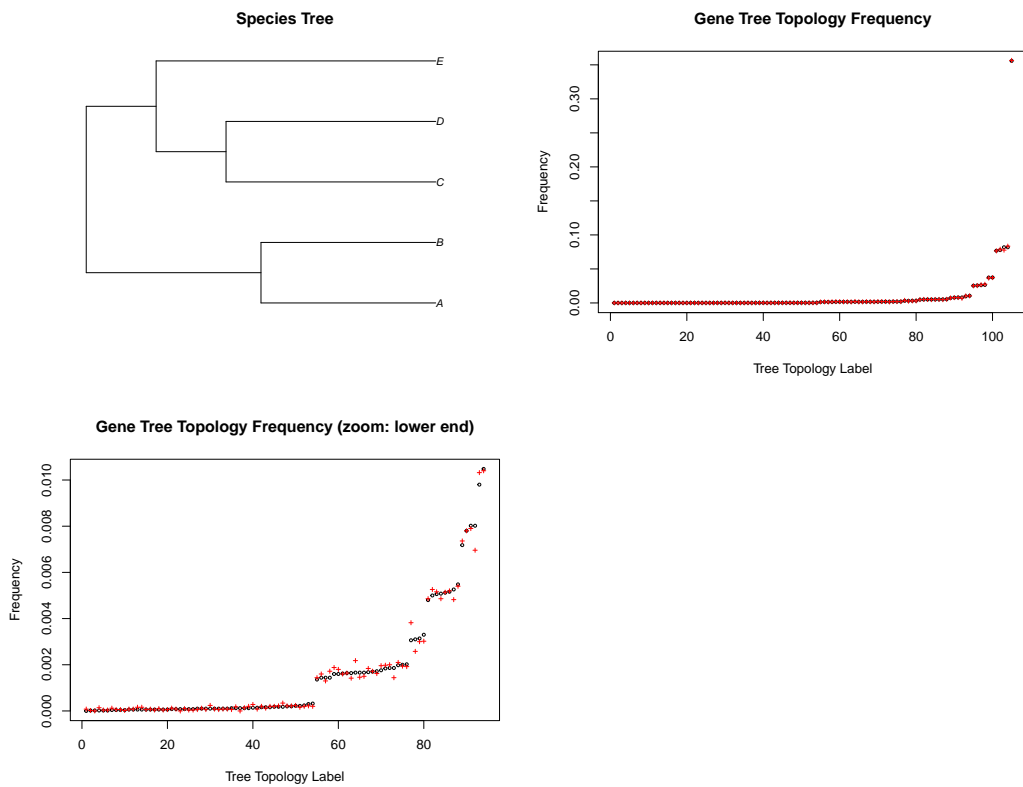 Species Tree
E
D
C
B
A
Gene Tree Topology Frequency
Frequency
0.00
0.10
0.20
0.30
0 20 40 60 80 100
Tree Topology Label
Gene Tree Topology Frequency (zoom: lower end)
Frequency
0.000
0.002
0.004
0.006
0.008
0.010
0 20 40 60 80
Tree Topology Label